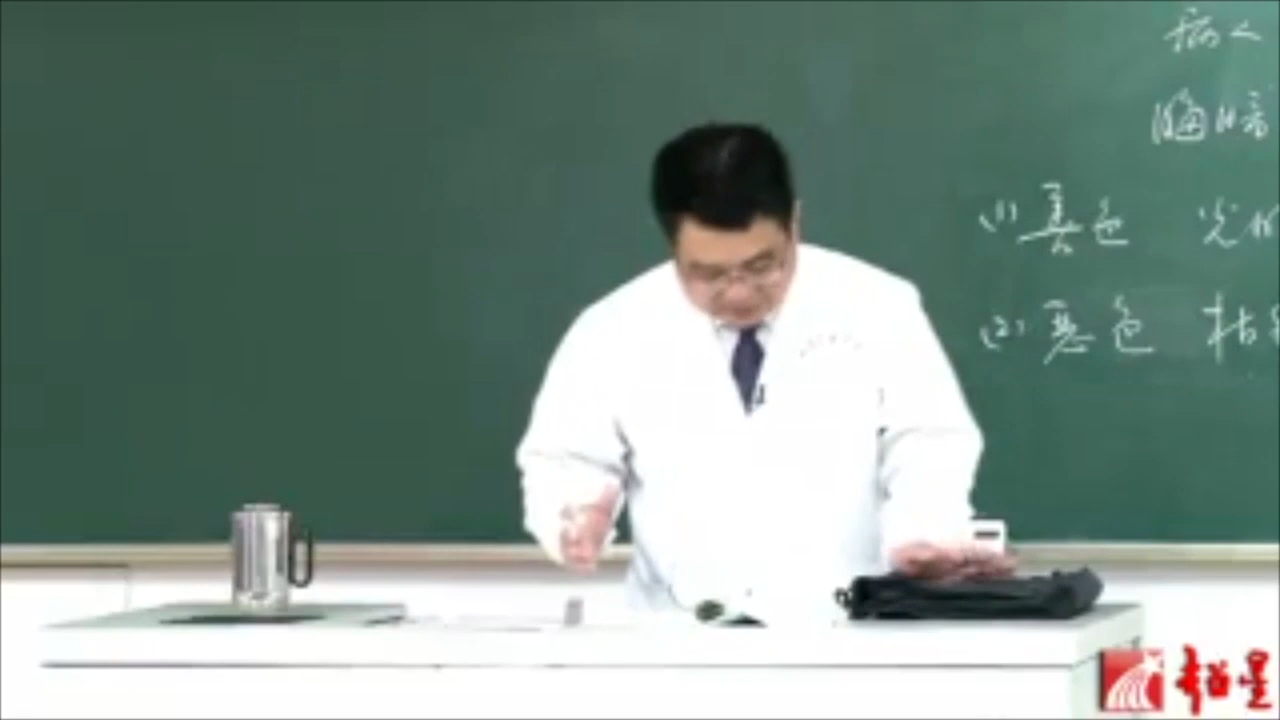 病人
晦暗
(1)善色 光
(2)恶色 枯
超星